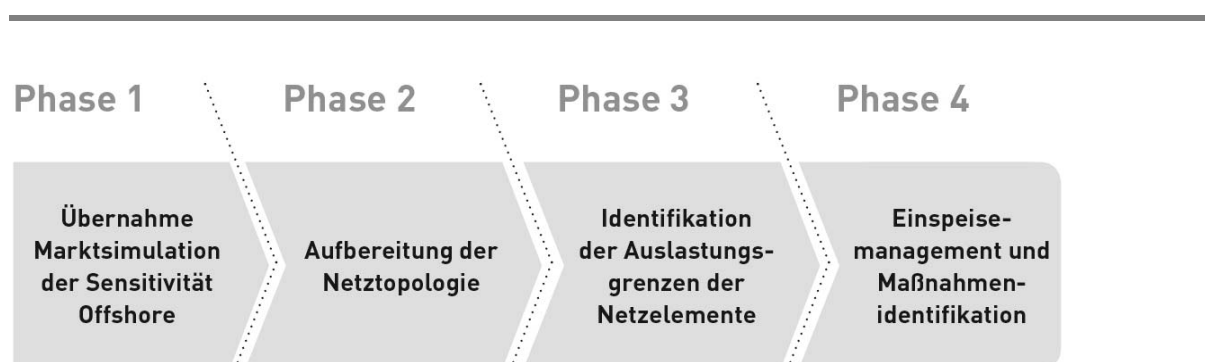 Phase 1
Phase 2
Phase 3
Phase 4
Übernahme
Marktsimulation
der Sensitivität
Offshore
Aufbereitung der
Netztopologie
Identifikation
der Auslastungs-
grenzen der
Netzelemente
Einspeise-
management und
Maßnahmen-
identifikation